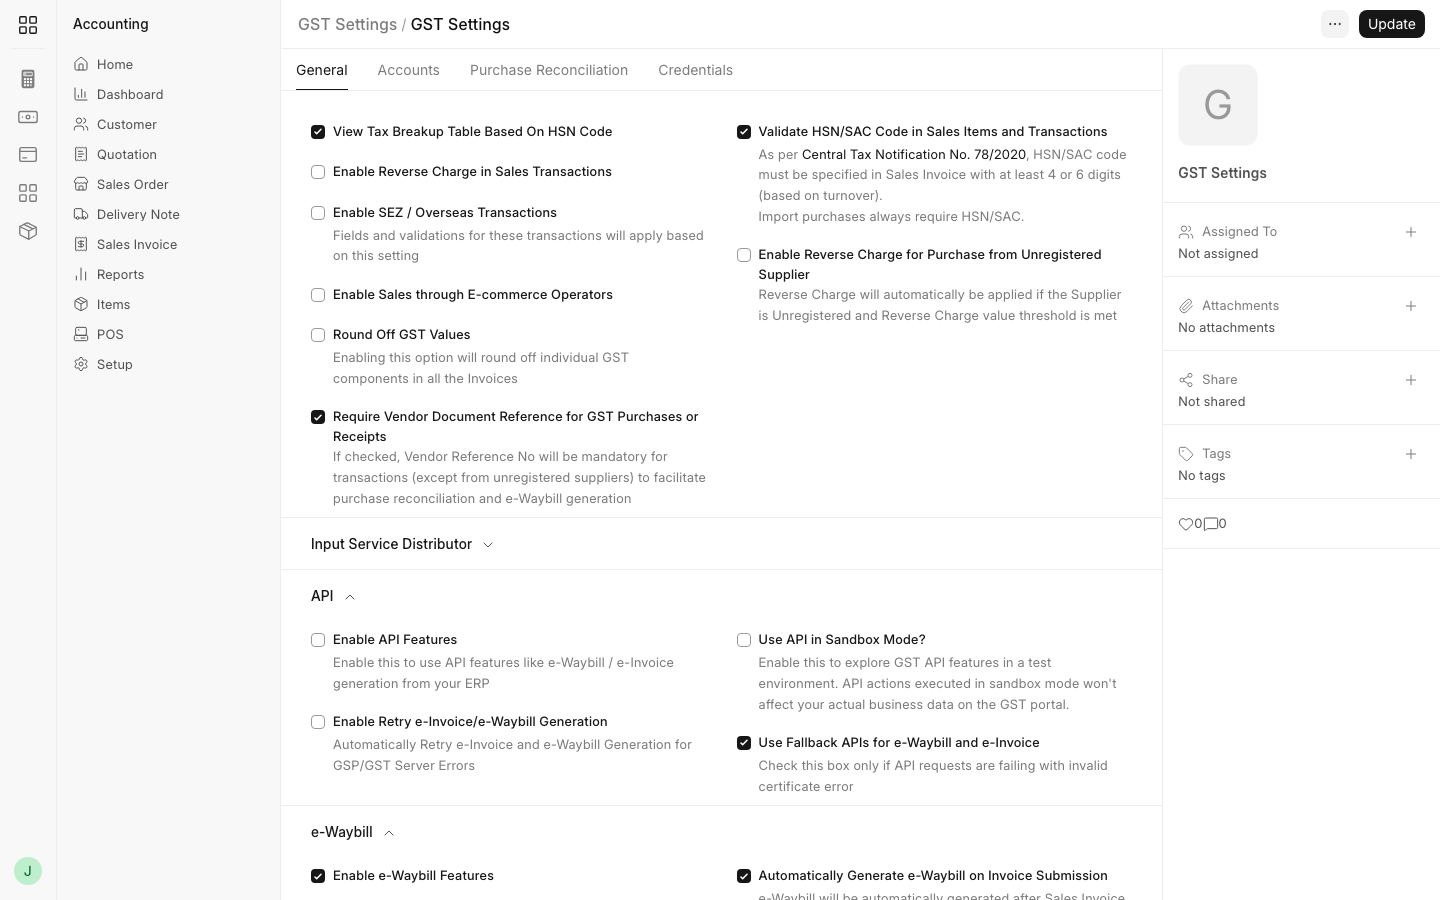 Accounting
Home
Dashboard
Customer
Quotation
Sales Order
Delivery Note
Sales Invoice
Reports
Items
POS
Setup
J
GST Settings / GST Settings
Update
General
Accounts
Purchase Reconciliation
Credentials
View Tax Breakup Table Based On HSN Code
Enable Reverse Charge in Sales Transactions
Enable SEZ / Overseas Transactions
Fields and validations for these transactions will apply based
on this setting
Enable Sales through E-commerce Operators
Round Off GST Values
Enabling this option will round off individual GST
components in all the Invoices
Require Vendor Document Reference for GST Purchases or
Receipts
If checked, Vendor Reference No will be mandatory for
transactions (except from unregistered suppliers) to facilitate
purchase reconciliation and e-Waybill generation
Validate HSN/SAC Code in Sales Items and Transactions
As per Central Tax Notification No. 78/2020, HSN/SAC code
must be specified in Sales Invoice with at least 4 or 6 digits
(based on turnover).
Import purchases always require HSN/SAC.
Enable Reverse Charge for Purchase from Unregistered
Supplier
Reverse Charge will automatically be applied if the Supplier
is Unregistered and Reverse Charge value threshold is met
Input Service Distributor
API
Enable API Features
Enable this to use API features like e-Waybill / e-Invoice
generation from your ERP
Enable Retry e-Invoice/e-Waybill Generation
Automatically Retry e-Invoice and e-Waybill Generation for
GSP/GST Server Errors
Use API in Sandbox Mode?
Enable this to explore GST API features in a test
environment. API actions executed in sandbox mode won't
affect your actual business data on the GST portal.
Use Fallback APIs for e-Waybill and e-Invoice
Check this box only if API requests are failing with invalid
certificate error
e-Waybill
Enable e-Waybill Features
Automatically Generate e-Waybill on Invoice Submission
e-Waybill will be automatically generated after Sales Invoice
G
GST Settings
Assigned To
Not assigned
Attachments
No attachments
Share
Not shared
Tags
No tags
0 0